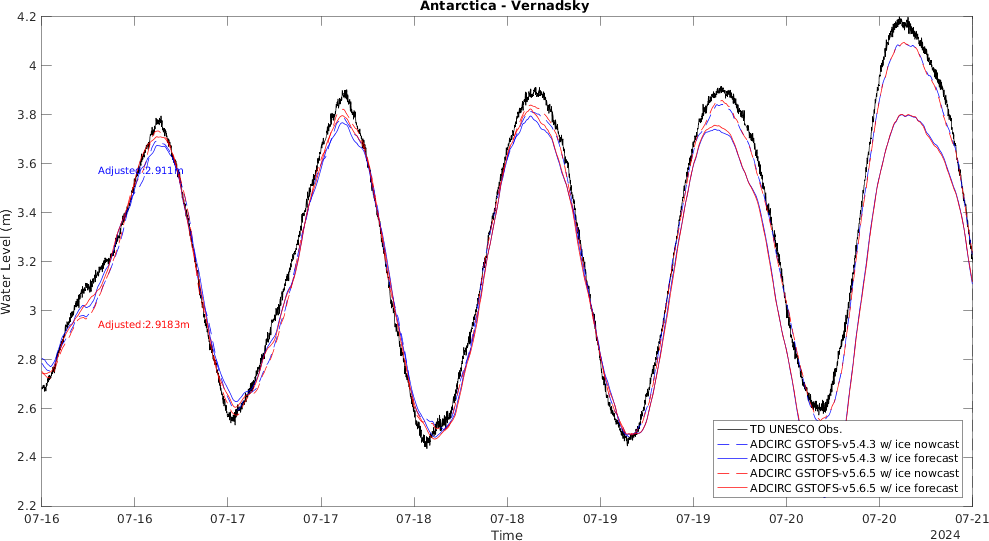 Antarctica - Vernadsky
4.2
4
3.8
3.6
3.4
3.2
3
2.8
2.6
2.4
2.2
Water Level (m)
Adjusted:2.911m
Adjusted:2.9183m
TD UNESCO Obs.
ADCIRC GSTOFS-v5.4.3 w/ ice nowcast
ADCIRC GSTOFS-v5.4.3 w/ ice forecast
ADCIRC GSTOFS-v5.6.5 w/ ice nowcast
ADCIRC GSTOFS-v5.6.5 w/ ice forecast
07-16 07-16 07-17 07-17 07-18 07-18 07-19 07-19 07-20 07-20 07-21
Time
2024